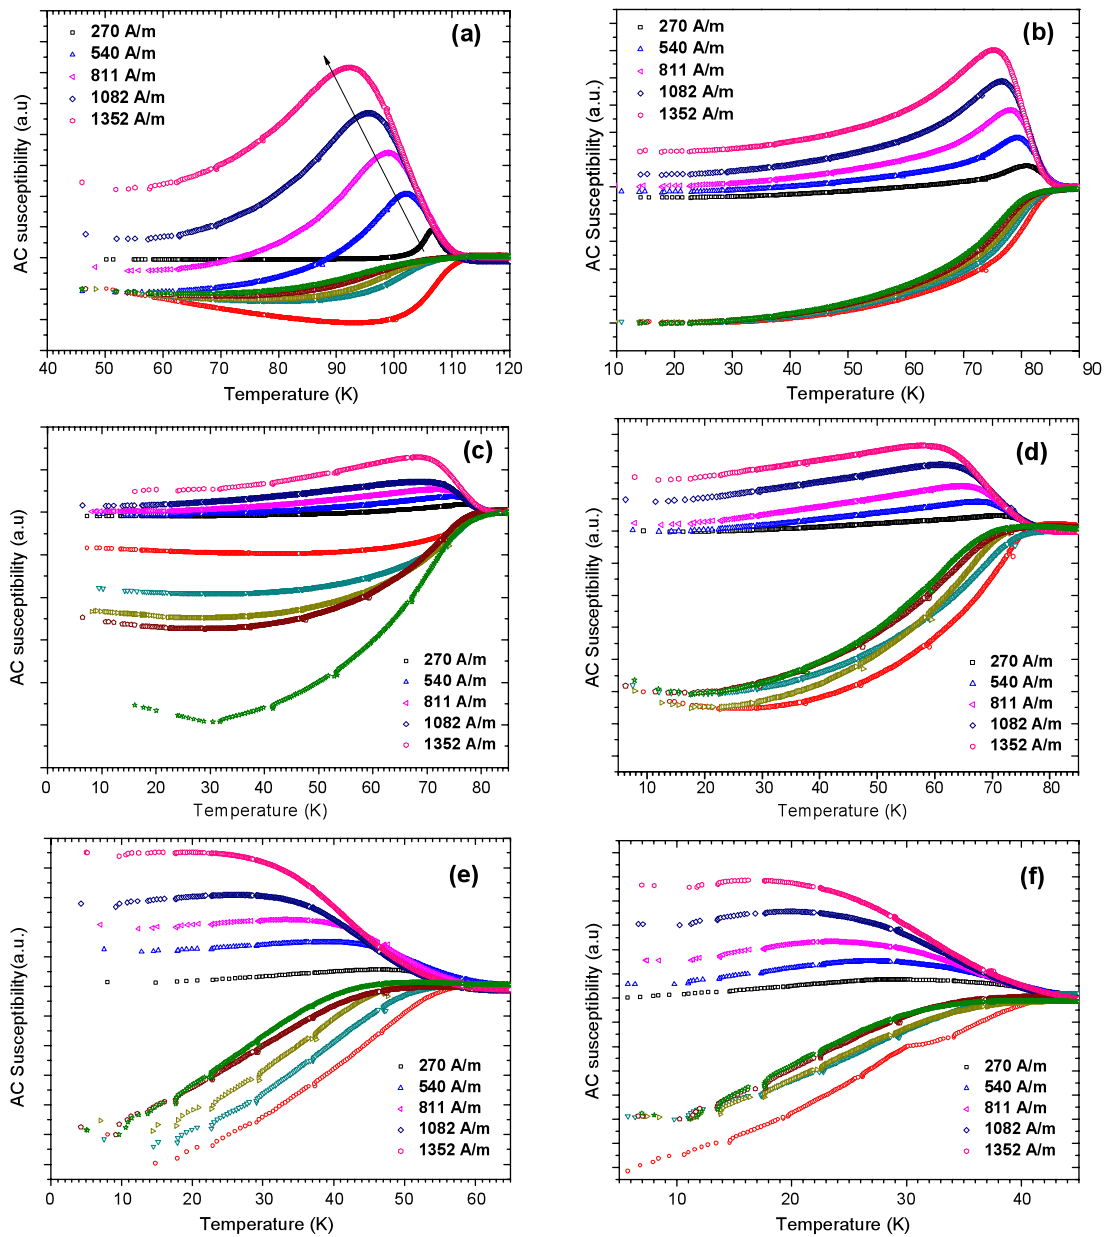 (a)
270 A/m
540 A/m
811 A/m
1082 A/m
1352 A/m
AC susceptibility (a.u)
40 50 60 70 80 90 100 110 120
Temperature (K)
(b)
270 A/m
540 A/m
811 A/m
1082 A/m
1352 A/m
AC susceptibility (a.u.)
10 20 30 40 50 60 70 80 90
Temperature (K)
(c)
270 A/m
540 A/m
811 A/m
1082 A/m
1352 A/m
AC susceptibility (a.u.)
0 10 20 30 40 50 60 70 80
Temperature (K)
(d)
270 A/m
540 A/m
811 A/m
1082 A/m
1352 A/m
AC Susceptibility (a.u.)
10 20 30 40 50 60 70 80
Temperature (K)
(e)
270 A/m
540 A/m
811 A/m
1082 A/m
1352 A/m
AC Susceptibility(a.u.)
0 10 20 30 40 50 60
Temperature (K)
(f)
270 A/m
540 A/m
811 A/m
1082 A/m
1352 A/m
AC susceptibility (a.u)
10 20 30 40
Temperature (K)